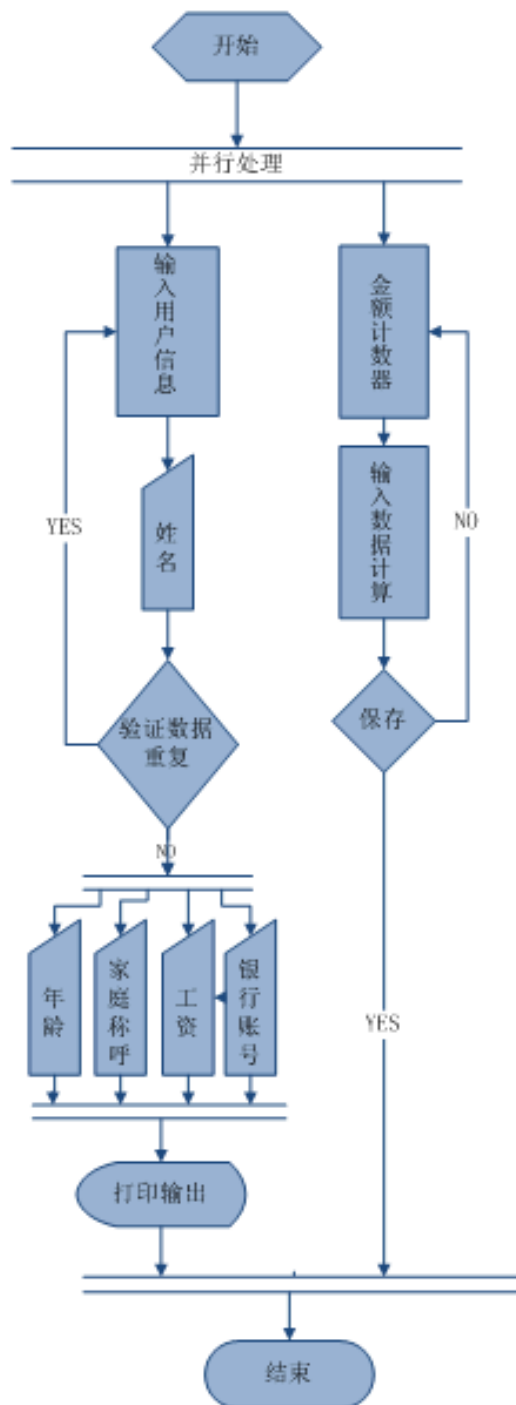 开始
并行处理
输入用户信息
金额计数器
姓名
输入数据计算
YES
NO
验证数据
重复
保存
NO
年龄
家庭称呼
工资
银行账号
YES
打印输出
结束